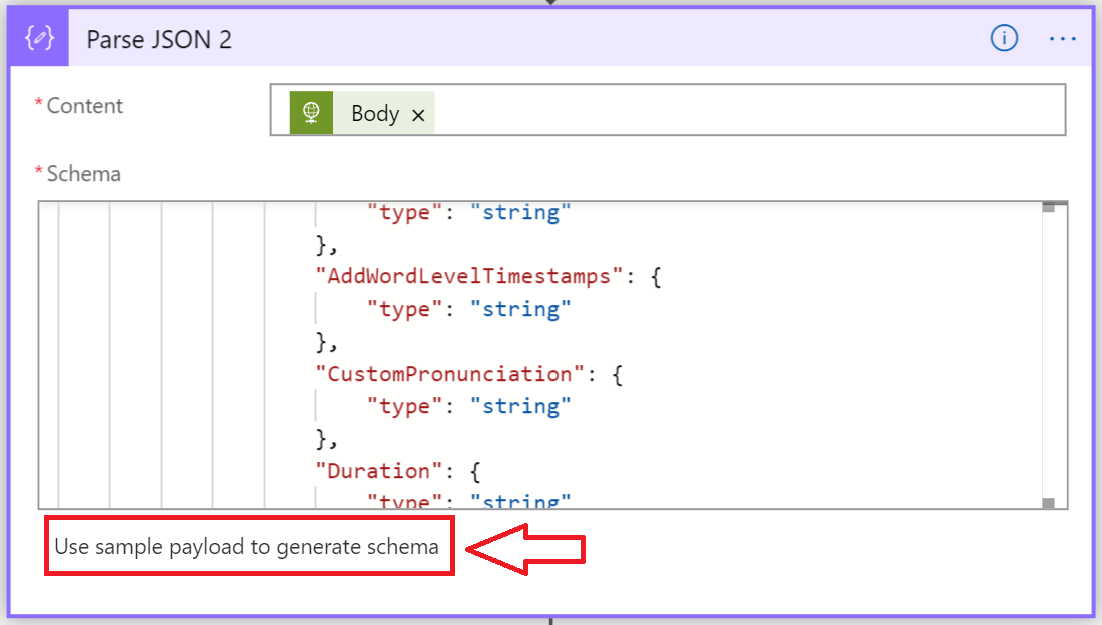 Parse JSON 2
* Content
Body ×
* Schema
"type": "string"
},
"AddWordLevelTimestamps": {
"type": "string"
},
"CustomPronunciation": {
"type": "string"
},
"Duration": {
"type": "string"
Use sample payload to generate schema